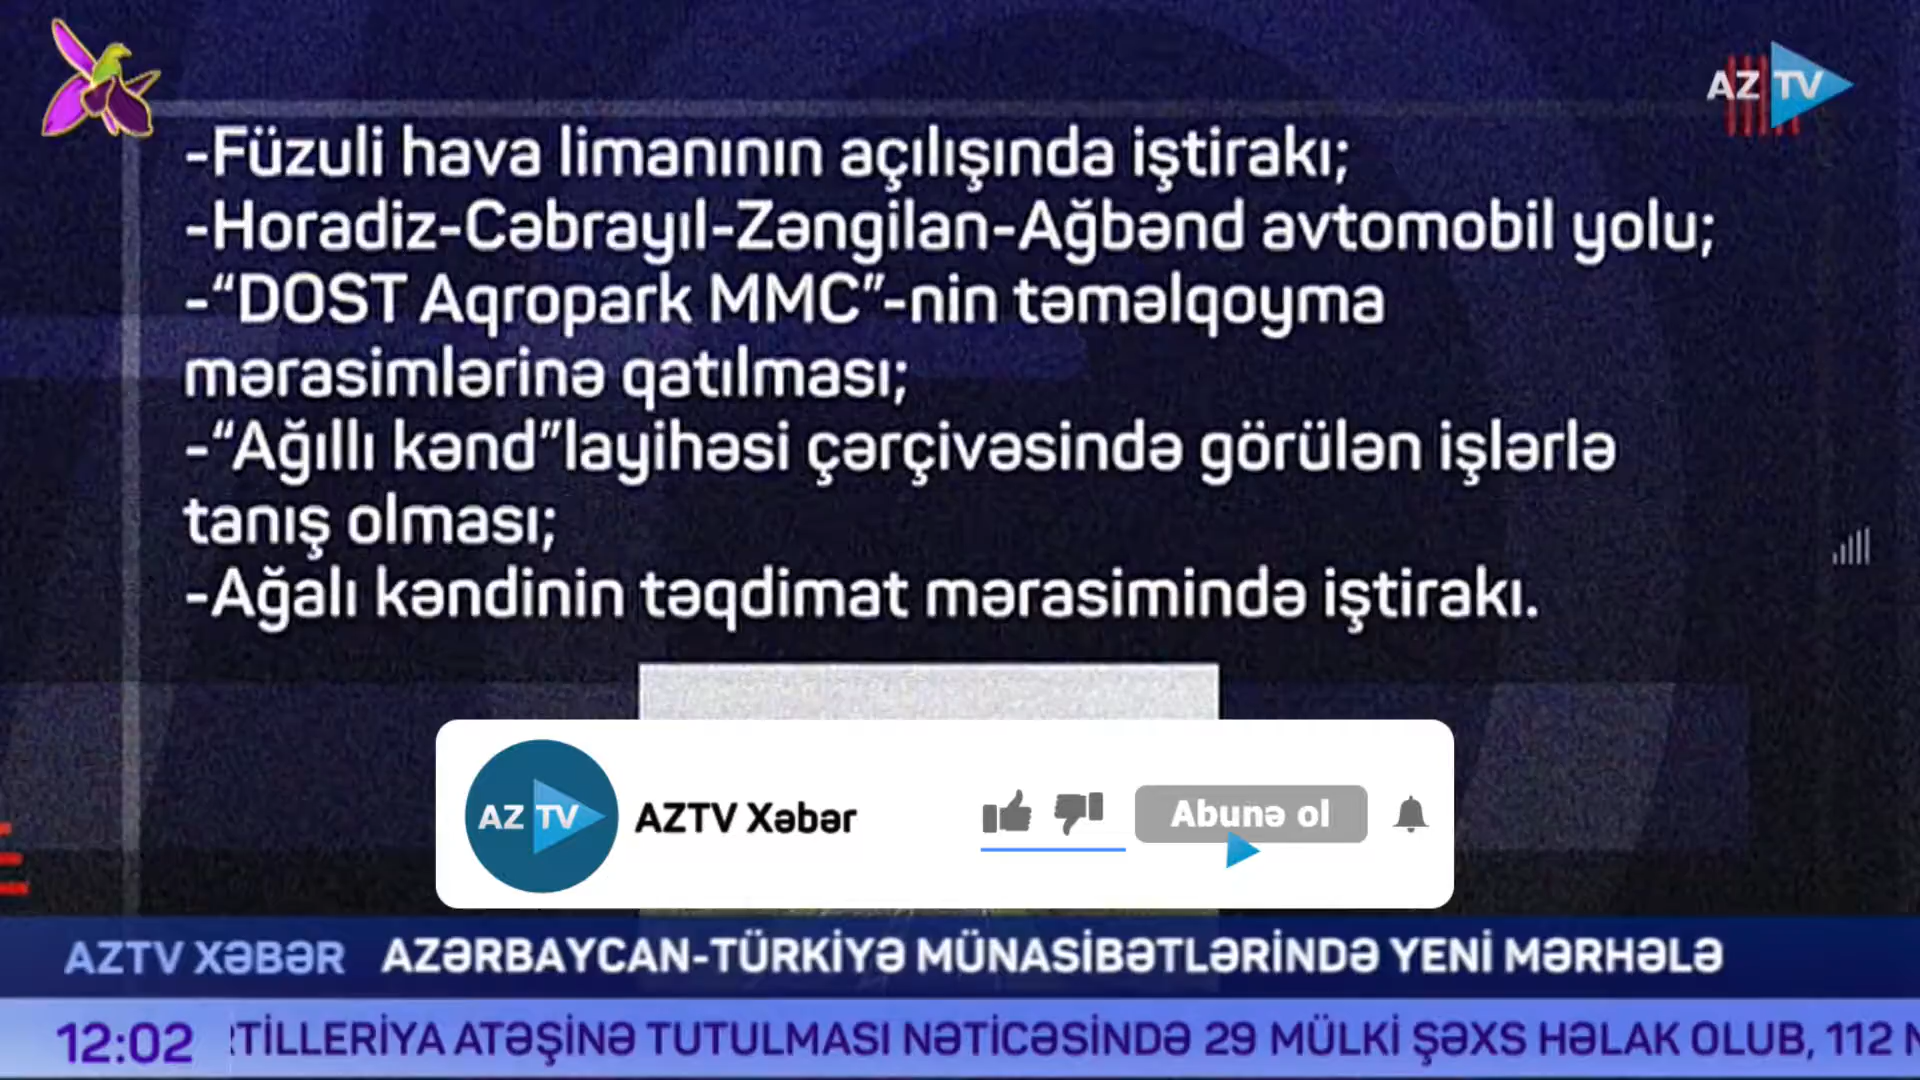 AZ TV
-Füzuli hava limanının açılışında iştirakı;
-Horadiz-Cəbrayıl-Zəngilan-Ağbənd avtomobil yolu;
-“DOST Aqropark MMC”-nin təməlqoyma
mərasimlərinə qatılması;
-“Ağıllı kənd”layihəsi çərçivəsində görülən işlərlə
tanış olması;
-Ağalı kəndinin təqdimat mərasimində iştirakı.
AZ TV
AZTV Xəbər
Abunə ol
AZTV XƏBƏR AZƏRBAYCAN-TÜRKİYƏ MÜNASİBƏTLƏRİNDƏ YENİ MƏRHƏLƏ
12:02 RTİLLERİYA ATƏŞİNƏ TUTULMASI NƏTİCƏSİNDƏ 29 MÜLKİ ŞƏXS HƏLAK OLUB, 112